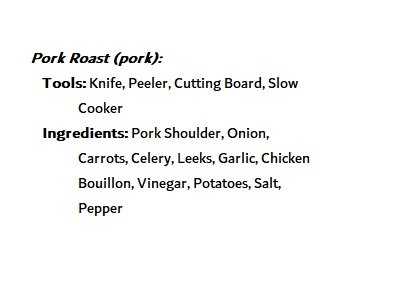 Pork Roast (pork):
Tools: Knife, Peeler, Cutting Board, Slow
Cooker
Ingredients: Pork Shoulder, Onion,
Carrots, Celery, Leeks, Garlic, Chicken
Bouillon, Vinegar, Potatoes, Salt,
Pepper